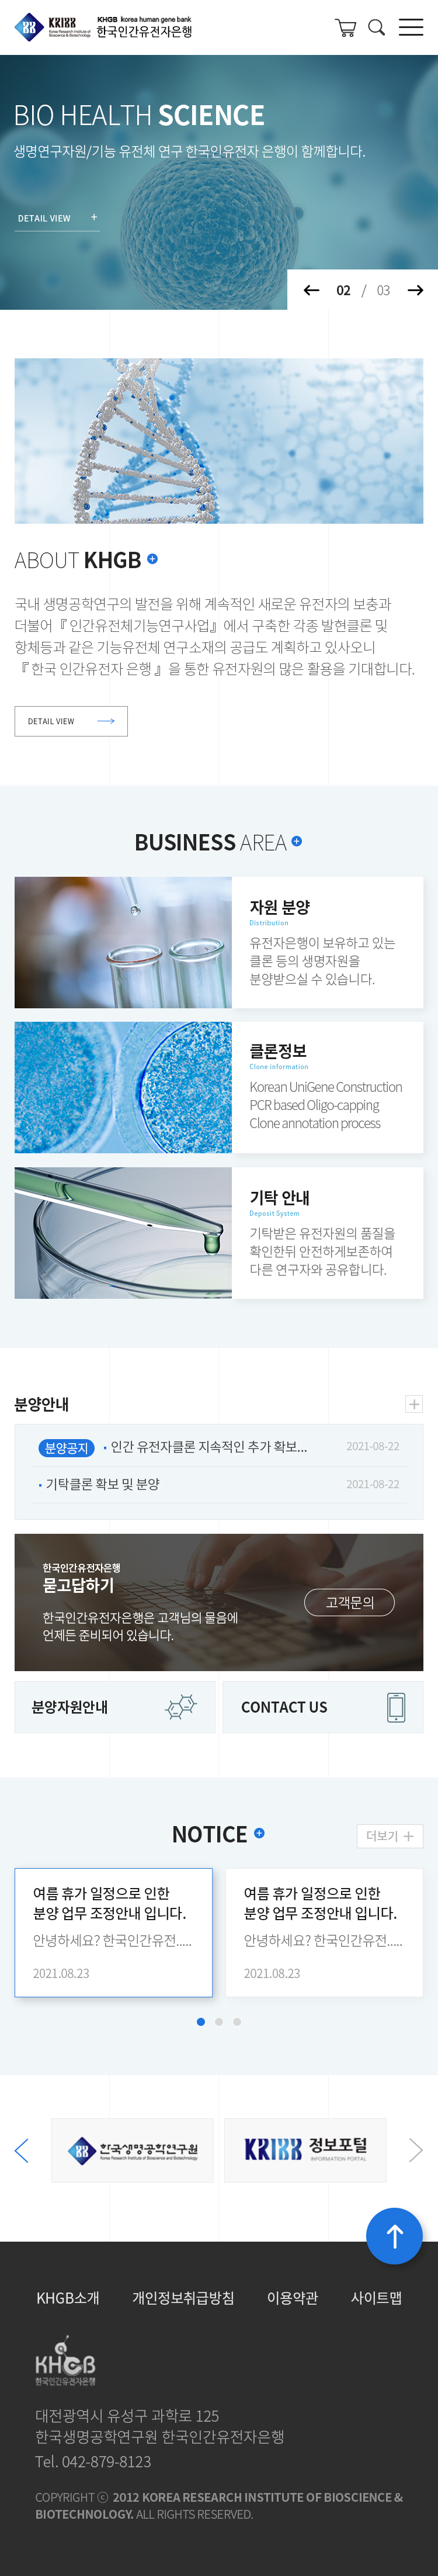 KRIBB
Korea Research Institute of
Bioscience and Biotechnology
KHGB korea human gene bank
한국인간유전자은행
BIO HEALTH SCIENCE
생명연구자원/기능 유전체 연구 한국인유전자 은행이 함께합니다.
DETAIL VIEW +
02 / 03
ABOUT KHGB
국내 생명공학연구의 발전을 위해 계속적인 새로운 유전자의 보충과
더불어『인간유전체기능연구사업』에서 구축한 각종 발현클론 및
항체등과 같은 기능유전체 연구소재의 공급도 계획하고 있사오니
『 한국 인간유전자 은행 』을 통한 유전자원의 많은 활용을 기대합니다.
DETAIL VIEW
BUSINESS AREA
자원 분양
Distribution
유전자은행이 보유하고 있는
클론 등의 생명자원을
분양받으실 수 있습니다.
클론정보
Clone information
Korean UniGene Construction
PCR based Oligo-capping
Clone annotation process
기탁 안내
Deposit System
기탁받은 유전자원의 품질을
확인한뒤 안전하게보존하여
다른 연구자와 공유합니다.
분양안내
분양공지 • 인간 유전자클론 지속적인 추가 확보... 2021-08-22
• 기탁클론 확보 및 분양 2021-08-22
한국인간유전자은행
묻고답하기
한국인간유전자은행은 고객님의 물음에
언제든 준비되어 있습니다.
고객문의
분양자원안내
CONTACT US
NOTICE
더보기 +
여름 휴가 일정으로 인한
분양 업무 조정안내 입니다.
안녕하세요? 한국인간유전.....
2021.08.23
여름 휴가 일정으로 인한
분양 업무 조정안내 입니다.
안녕하세요? 한국인간유전.....
2021.08.23
한국생명공학연구원
Korea Research Institute of Bioscience and Biotechnology
KRIBB 정보포털
INFORMATION PORTAL
KHGB소개 개인정보취급방침 이용약관 사이트맵
KHGB
한국인간유전자은행
대전광역시 유성구 과학로 125
한국생명공학연구원 한국인간유전자은행
Tel. 042-879-8123
COPYRIGHT ⓒ 2012 KOREA RESEARCH INSTITUTE OF BIOSCIENCE &
BIOTECHNOLOGY. ALL RIGHTS RESERVED.